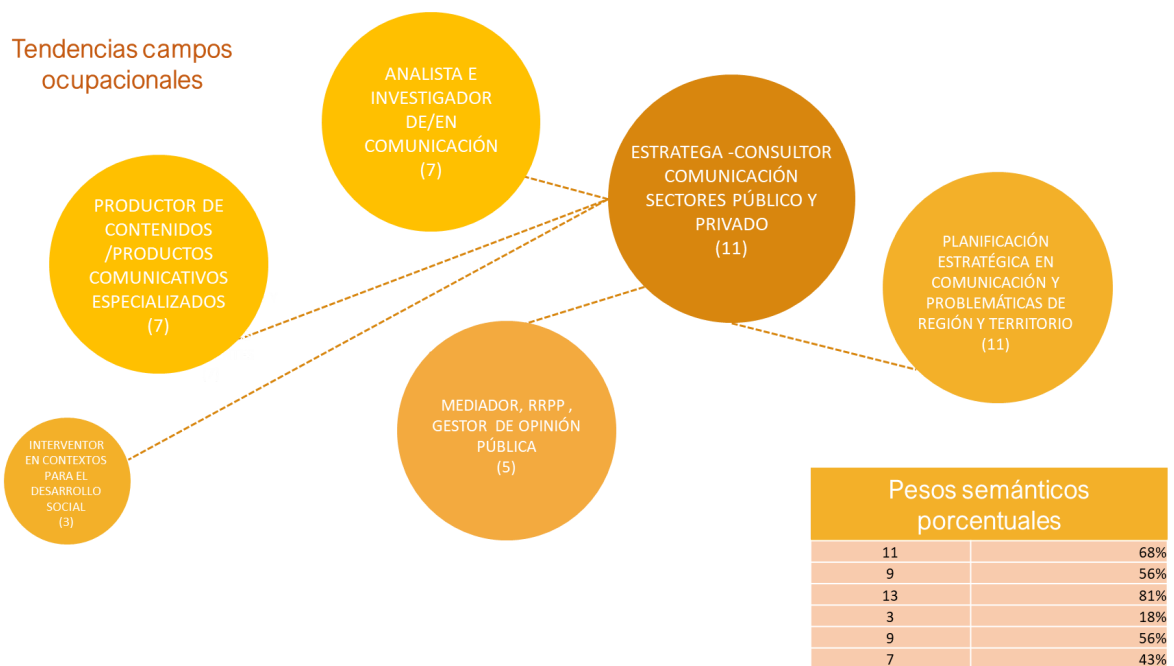 Tendencias campos
ocupacionales
ANALISTA E
INVESTIGADOR
DE/EN
COMUNICACIÓN
(7)
ESTRATEGA -CONSULTOR
COMUNICACIÓN
SECTORES PÚBLICO Y
PRIVADO
(11)
PRODUCTOR DE
CONTENIDOS
/PRODUCTOS
COMUNICATIVOS
ESPECIALIZADOS
(7)
PLANIFICACIÓN
ESTRATÉGICA EN
COMUNICACIÓN Y
PROBLEMÁTICAS DE
REGIÓN Y TERRITORIO
(11)
MEDIADOR, RRPP ,
GESTOR DE OPINIÓN
PÚBLICA
(5)
INTERVENTOR
EN CONTEXTOS
PARA EL
DESARROLLO
SOCIAL
(3)
Pesos semánticos
porcentuales
11 68%
9 56%
13 81%
3 18%
9 56%
7 43%